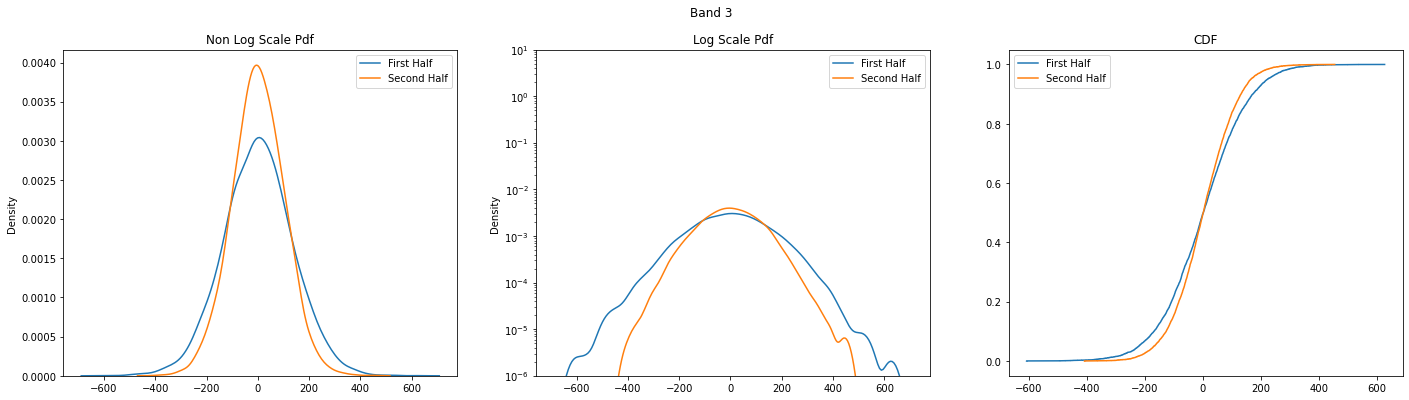 Band 3
Non Log Scale Pdf
Density
0.0040
0.0035
0.0030
0.0025
0.0020
0.0015
0.0010
0.0005
0.0000
−600 −400 −200 0 200 400 600
First Half
Second Half
Log Scale Pdf
Density
10^1
10^0
10^−1
10^−2
10^−3
10^−4
10^−5
10^−6
−600 −400 −200 0 200 400 600
First Half
Second Half
CDF
1.0
0.8
0.6
0.4
0.2
0.0
−600 −400 −200 0 200 400 600
First Half
Second Half